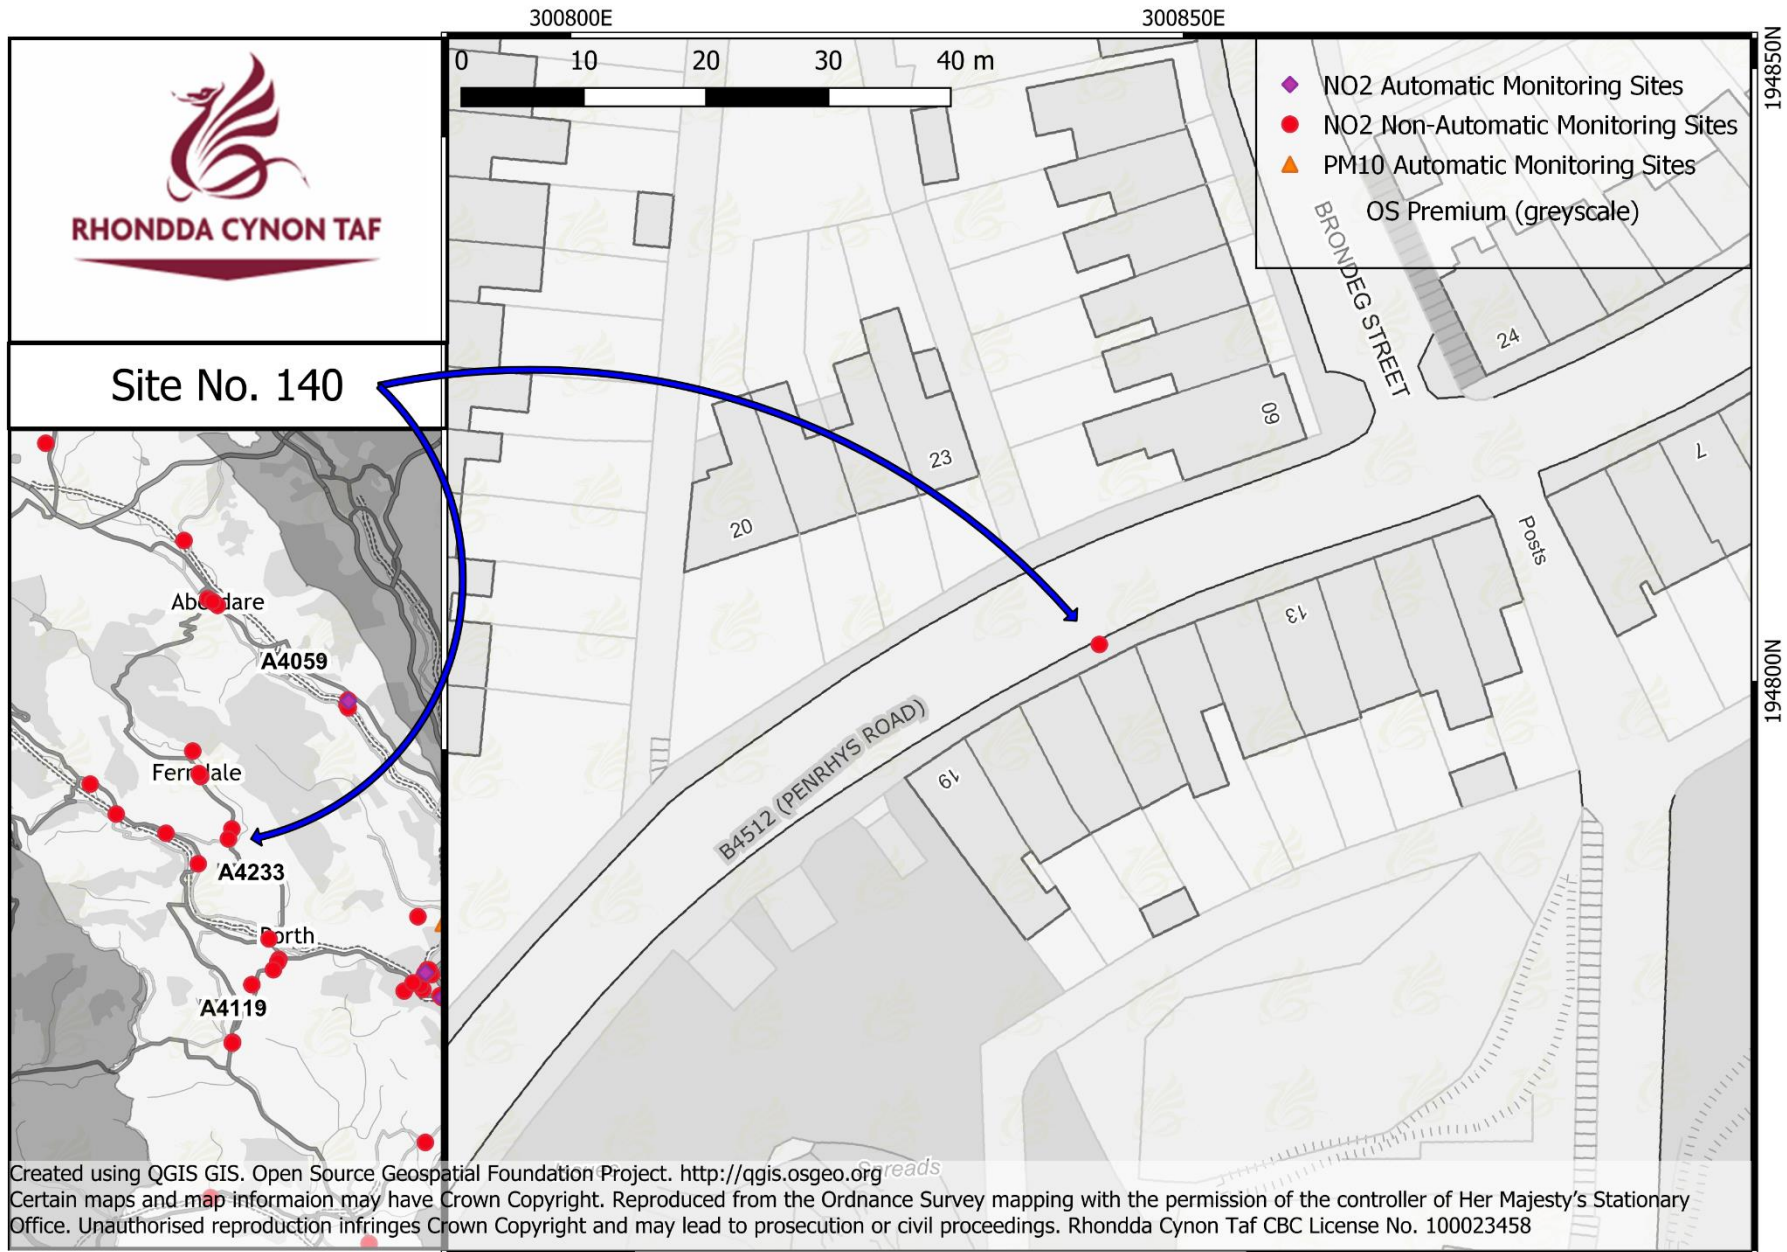 300800E
300850E
194850N
194800N
0 10 20 30 40 m
RHONDDA CYNON TAF
NO2 Automatic Monitoring Sites
NO2 Non-Automatic Monitoring Sites
PM10 Automatic Monitoring Sites
OS Premium (greyscale)
Site No. 140
BRONDEG STREET
24
60
23
20
7
Posts
13
19
B4512 (PENRHYS ROAD)
Aberdare
A4059
Ferndale
A4233
Porth
A4119
Issues
Spreads
Created using QGIS GIS. Open Source Geospatial Foundation Project. http://qgis.osgeo.org
Certain maps and map informaion may have Crown Copyright. Reproduced from the Ordnance Survey mapping with the permission of the controller of Her Majesty's Stationary
Office. Unauthorised reproduction infringes Crown Copyright and may lead to prosecution or civil proceedings. Rhondda Cynon Taf CBC License No. 100023458